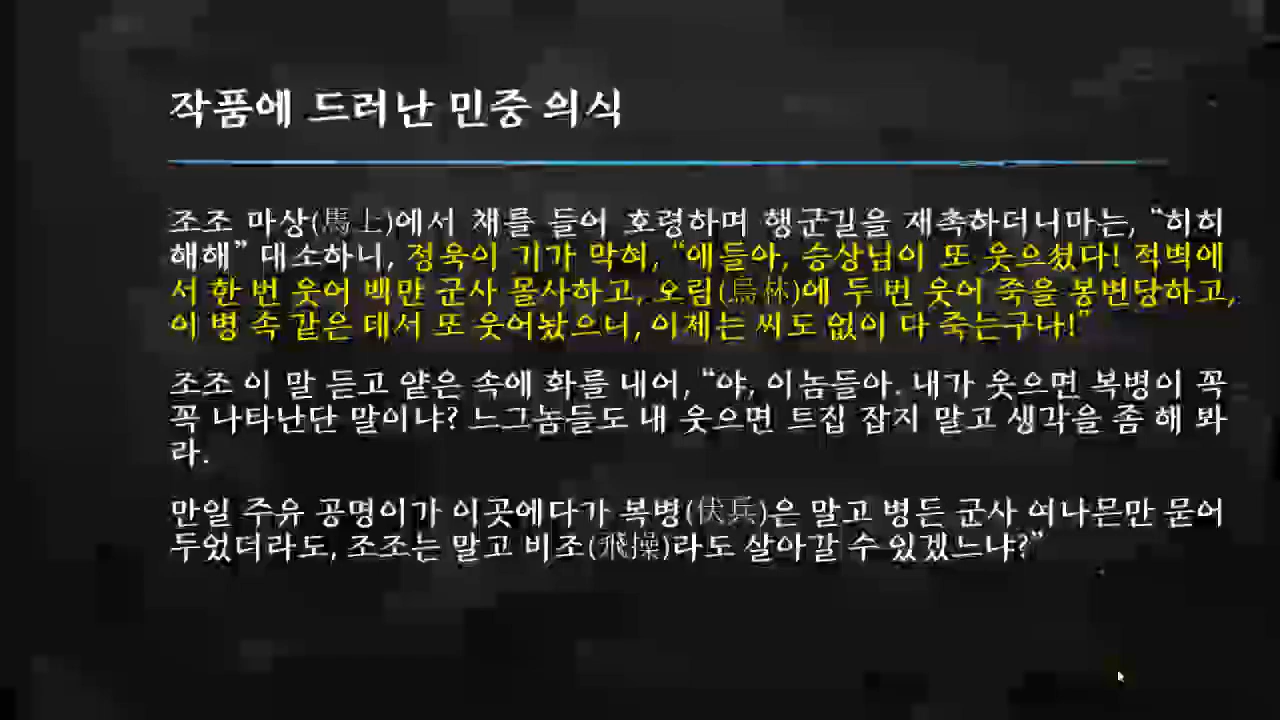 작품에 드러난 민중 의식
조조 마상(馬上)에서 채를 들어 호령하며 행군길을 재촉하더니마는, “히히
해해” 대소하니, 정욱이 기가 막혀, “얘들아, 승상님이 또 웃으셨다! 적벽에
서 한 번 웃어 백만 군사 몰사하고, 오림(烏林)에 두 번 웃어 죽을 봉변당하고,
이 병 속 같은 데서 또 웃어놨으니, 이제는 씨도 없이 다 죽는구나!”
조조 이 말 듣고 얕은 속에 화를 내어, “야, 이놈들아. 내가 웃으면 복병이 꼭
꼭 나타난단 말이냐? 느그놈들도 내 웃으면 트집 잡지 말고 생각을 좀 해 봐
라.
만일 주유 공명이가 이곳에다가 복병(伏兵)은 말고 병든 군사 여나믄만 묻어
두었더라도, 조조는 말고 비조(飛操)라도 살아갈 수 있겠느냐?”